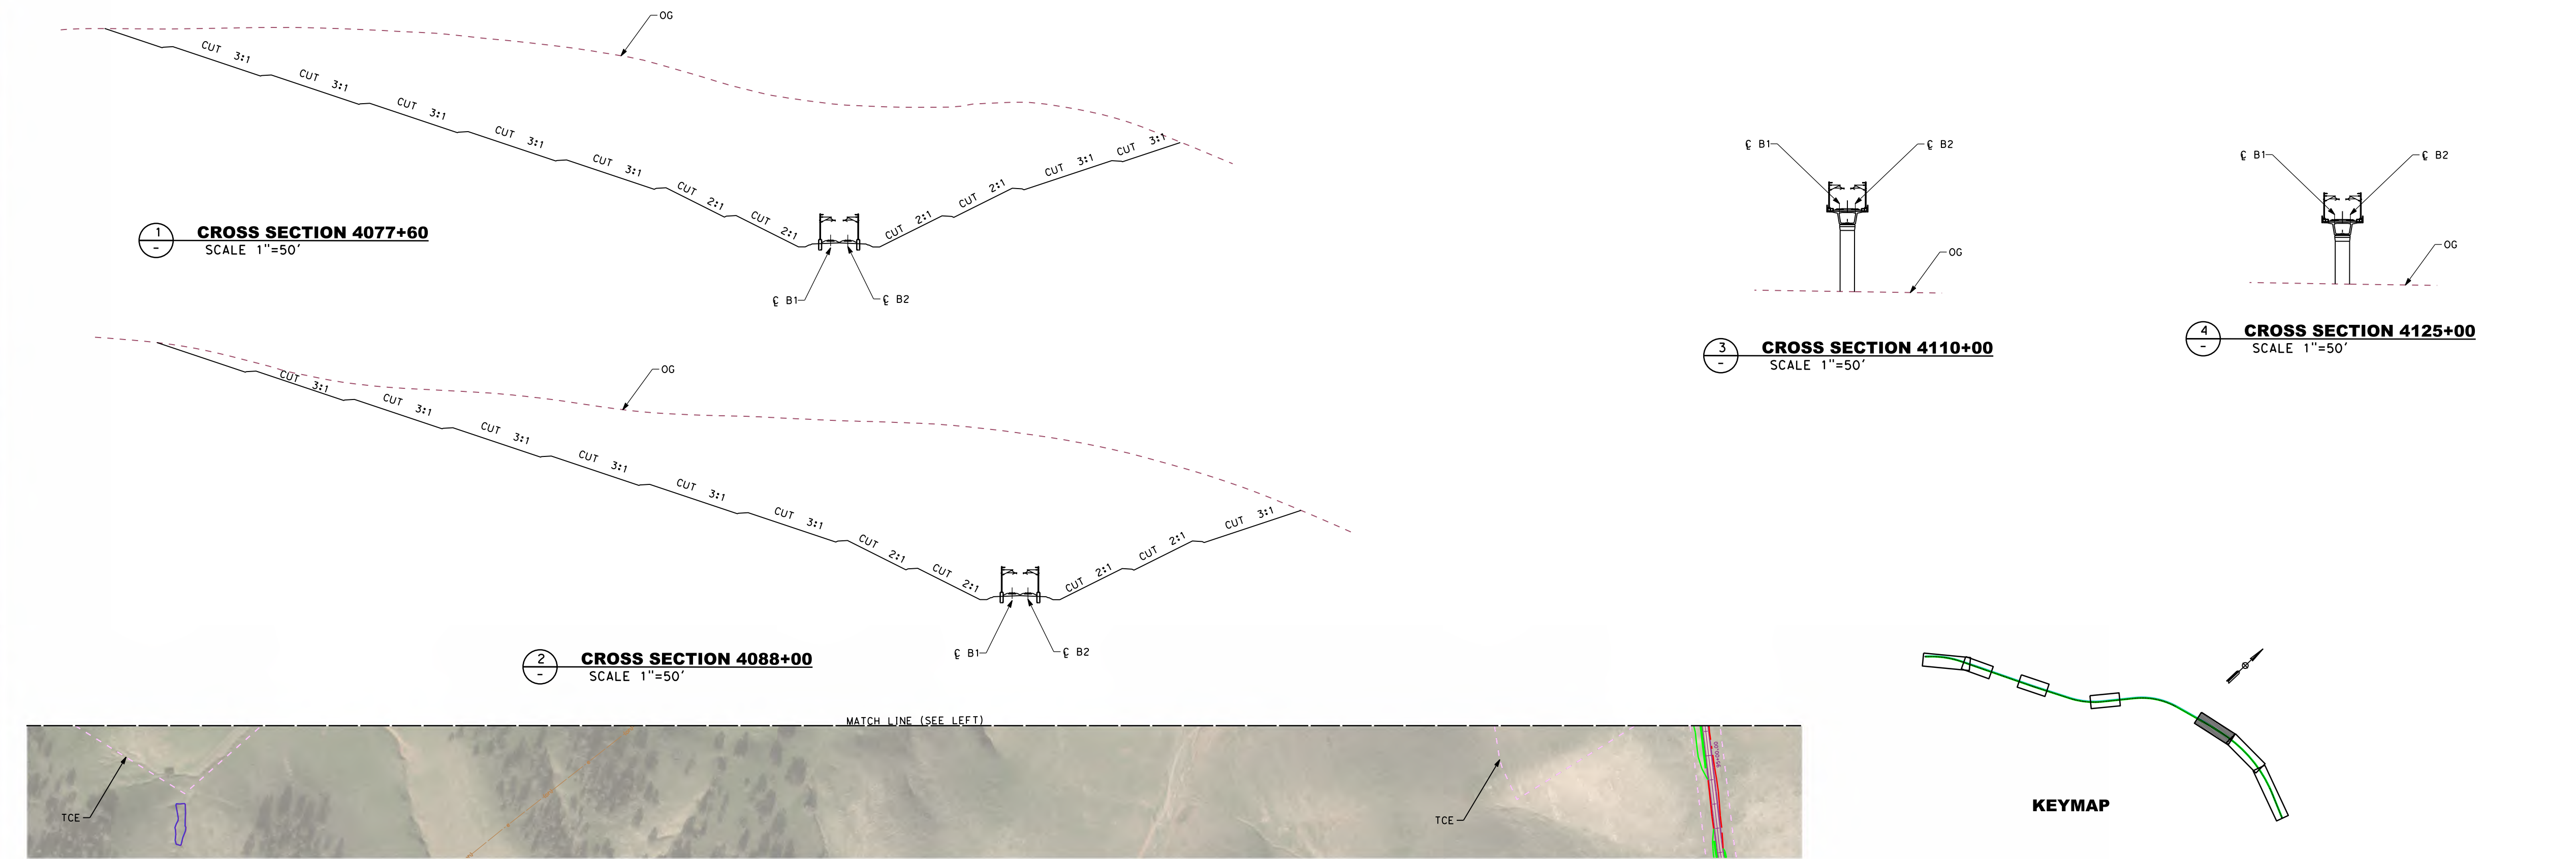 OG
CUT 3:1
CUT 3:1
CUT 3:1
CUT 3:1
CUT 3:1
CUT 2:1
CUT 2:1
CUT 2:1
CUT 2:1
CUT 3:1
CUT 3:1
℄ B1
℄ B2
1
-
CROSS SECTION 4077+60
SCALE 1"=50'
℄ B1
℄ B2
OG
3
-
CROSS SECTION 4110+00
SCALE 1"=50'
℄ B1
℄ B2
OG
4
-
CROSS SECTION 4125+00
SCALE 1"=50'
OG
CUT 3:1
CUT 3:1
CUT 3:1
CUT 3:1
CUT 3:1
CUT 3:1
CUT 2:1
CUT 2:1
CUT 2:1
CUT 2:1
CUT 3:1
℄ B1
℄ B2
2
-
CROSS SECTION 4088+00
SCALE 1"=50'
MATCH LINE (SEE LEFT)
TCE
TCE
KEYMAP